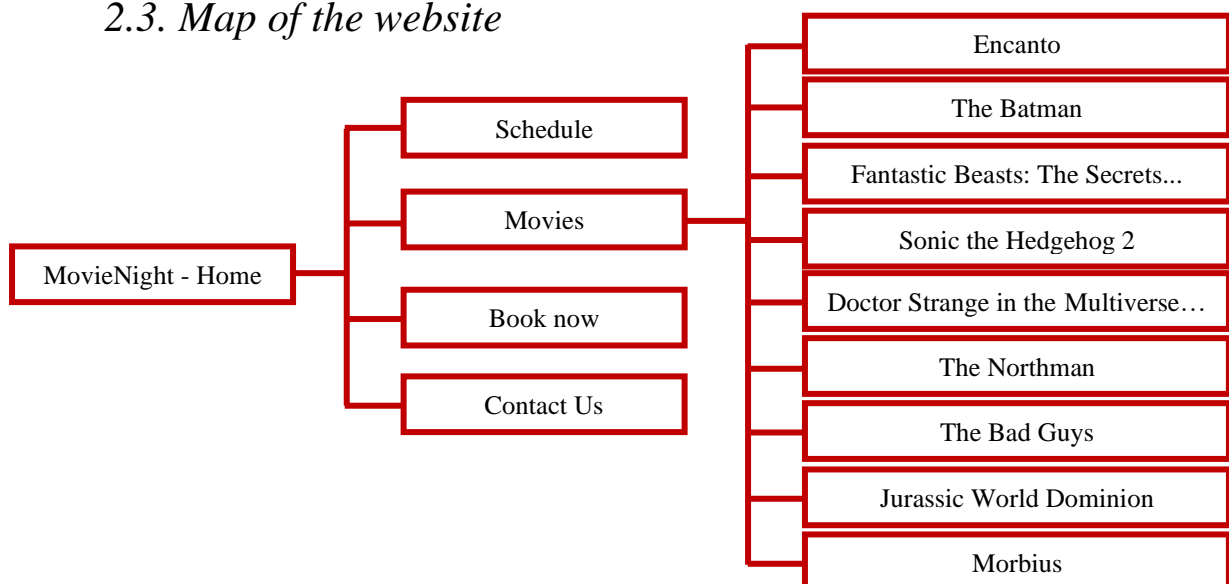 2.3. Map of the website
MovieNight - Home
Schedule
Movies
Book now
Contact Us
Encanto
The Batman
Fantastic Beasts: The Secrets...
Sonic the Hedgehog 2
Doctor Strange in the Multiverse…
The Northman
The Bad Guys
Jurassic World Dominion
Morbius